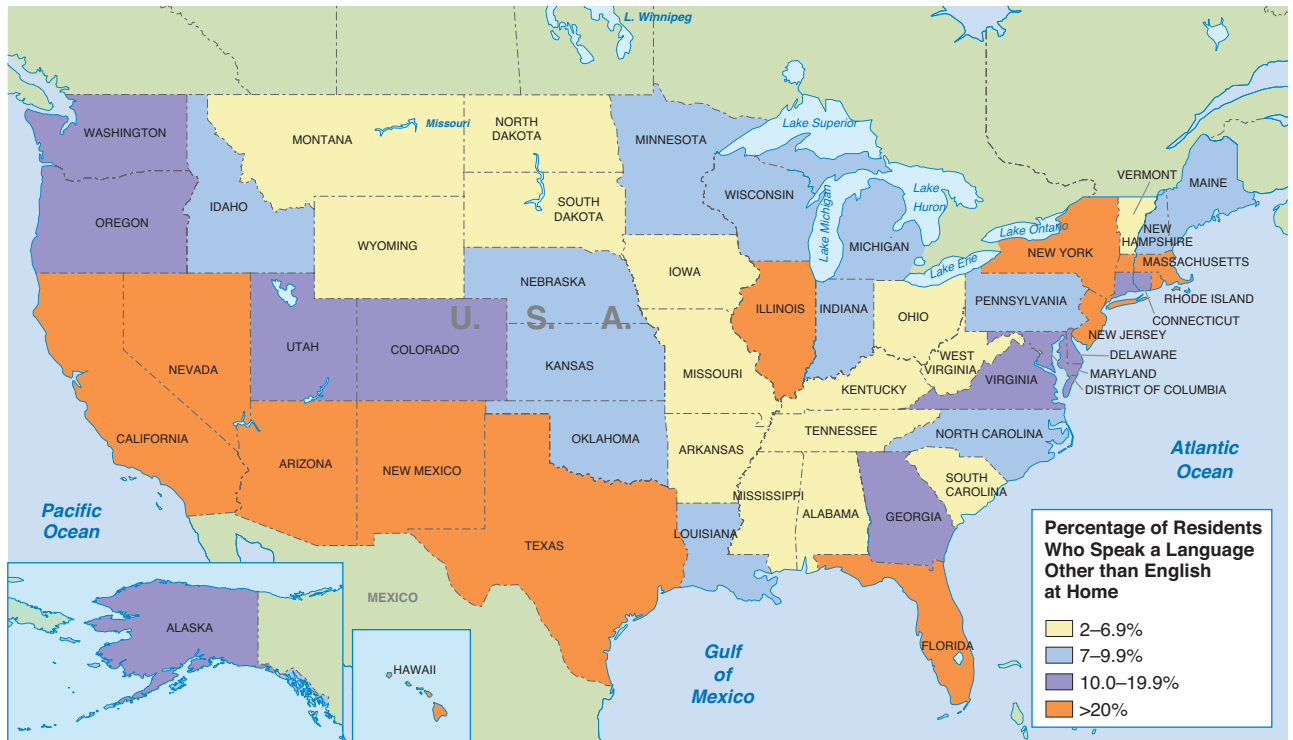 L. Winnipeg
WASHINGTON
MONTANA
Missouri
NORTH
DAKOTA
MINNESOTA
Lake Superior
VERMONT
MAINE
OREGON
IDAHO
SOUTH
DAKOTA
WISCONSIN
Lake Michigan
Lake
Huron
WYOMING
MICHIGAN
Lake Ontario
NEW
HAMPSHIRE
NEW YORK
MASSACHUSETTS
IOWA
Lake Erie
NEBRASKA
RHODE ISLAND
PENNSYLVANIA
ILLINOIS
INDIANA
OHIO
CONNECTICUT
U. S. A.
NEW JERSEY
UTAH
COLORADO
DELAWARE
WEST
VIRGINIA
NEVADA
KANSAS
MISSOURI
MARYLAND
VIRGINIA
DISTRICT OF COLUMBIA
KENTUCKY
CALIFORNIA
TENNESSEE
NORTH CAROLINA
OKLAHOMA
ARKANSAS
ARIZONA
NEW MEXICO
Atlantic
Ocean
SOUTH
CAROLINA
MISSISSIPPI
ALABAMA
GEORGIA
Pacific
Ocean
LOUISIANA
TEXAS
MEXICO
ALASKA
HAWAII
FLORIDA
Gulf
of
Mexico
Percentage of Residents
Who Speak a Language
Other than English
at Home
2–6.9%
7–9.9%
10.0–19.9%
>20%